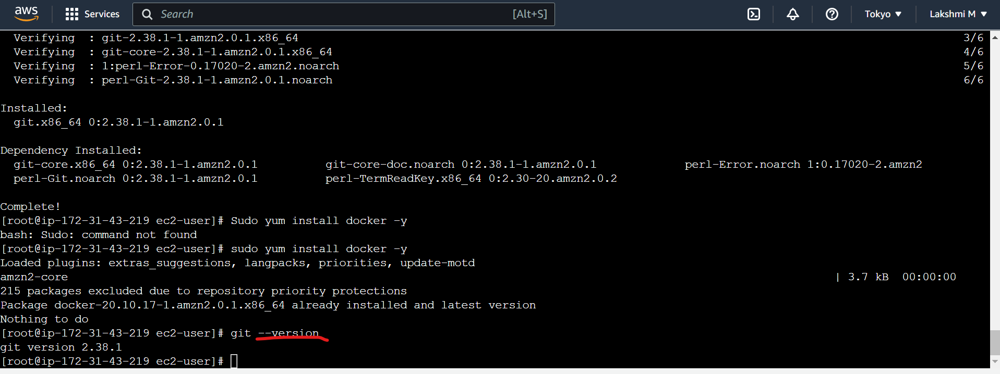 aws Services Search [Alt+S] Tokyo ▼ Lakshmi M ▼
Verifying : git-2.38.1-1.amzn2.0.1.x86_64 3/6
Verifying : git-core-2.38.1-1.amzn2.0.1.x86_64 4/6
Verifying : 1:perl-Error-0.17020-2.amzn2.noarch 5/6
Verifying : perl-Git-2.38.1-1.amzn2.0.1.noarch 6/6
Installed:
git.x86_64 0:2.38.1-1.amzn2.0.1
Dependency Installed:
git-core.x86_64 0:2.38.1-1.amzn2.0.1 git-core-doc.noarch 0:2.38.1-1.amzn2.0.1 perl-Error.noarch 1:0.17020-2.amzn2
perl-Git.noarch 0:2.38.1-1.amzn2.0.1 perl-TermReadKey.x86_64 0:2.30-20.amzn2.0.2
Complete!
[root@ip-172-31-43-219 ec2-user]# Sudo yum install docker -y
bash: Sudo: command not found
[root@ip-172-31-43-219 ec2-user]# sudo yum install docker -y
Loaded plugins: extras_suggestions, langpacks, priorities, update-motd
amzn2-core | 3.7 kB 00:00:00
215 packages excluded due to repository priority protections
Package docker-20.10.17-1.amzn2.0.1.x86_64 already installed and latest version
Nothing to do
[root@ip-172-31-43-219 ec2-user]# git --version
git version 2.38.1
[root@ip-172-31-43-219 ec2-user]#